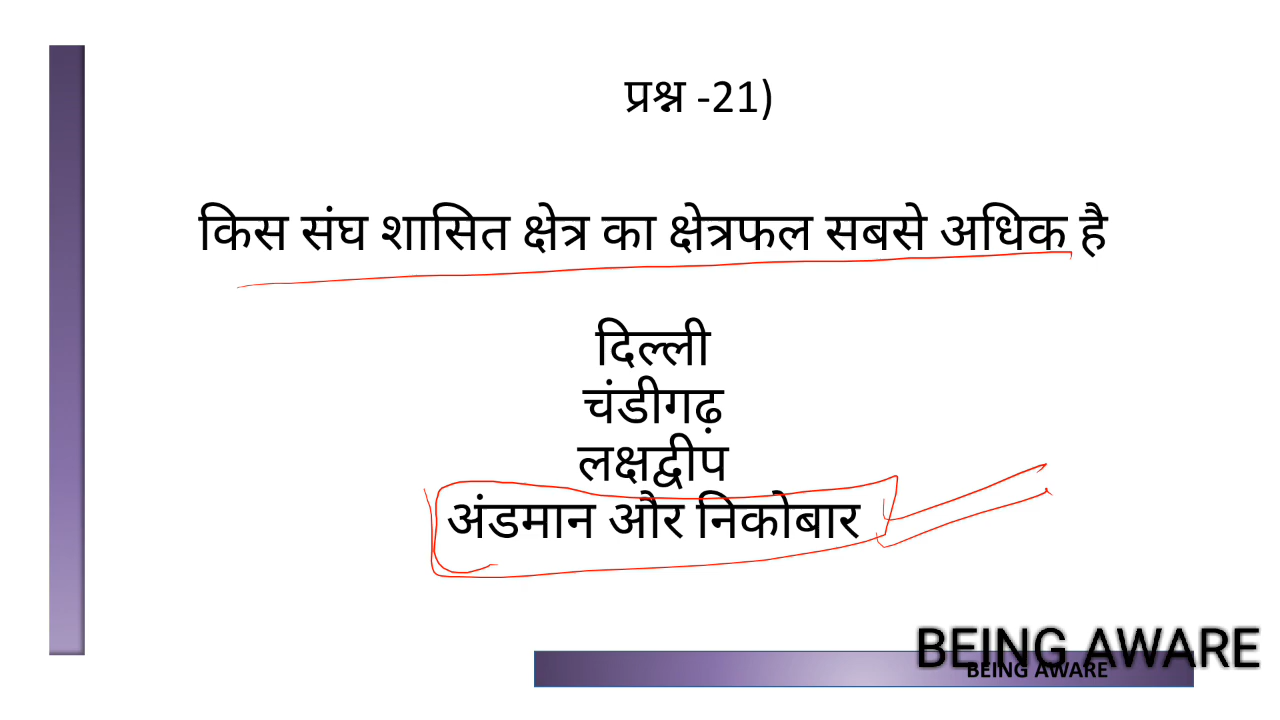 प्रश्न -21)
किस संघ शासित क्षेत्र का क्षेत्रफल सबसे अधिक है
दिल्ली
चंडीगढ़
लक्षद्वीप
अंडमान और निकोबार
BEING AWARE
BEING AWARE